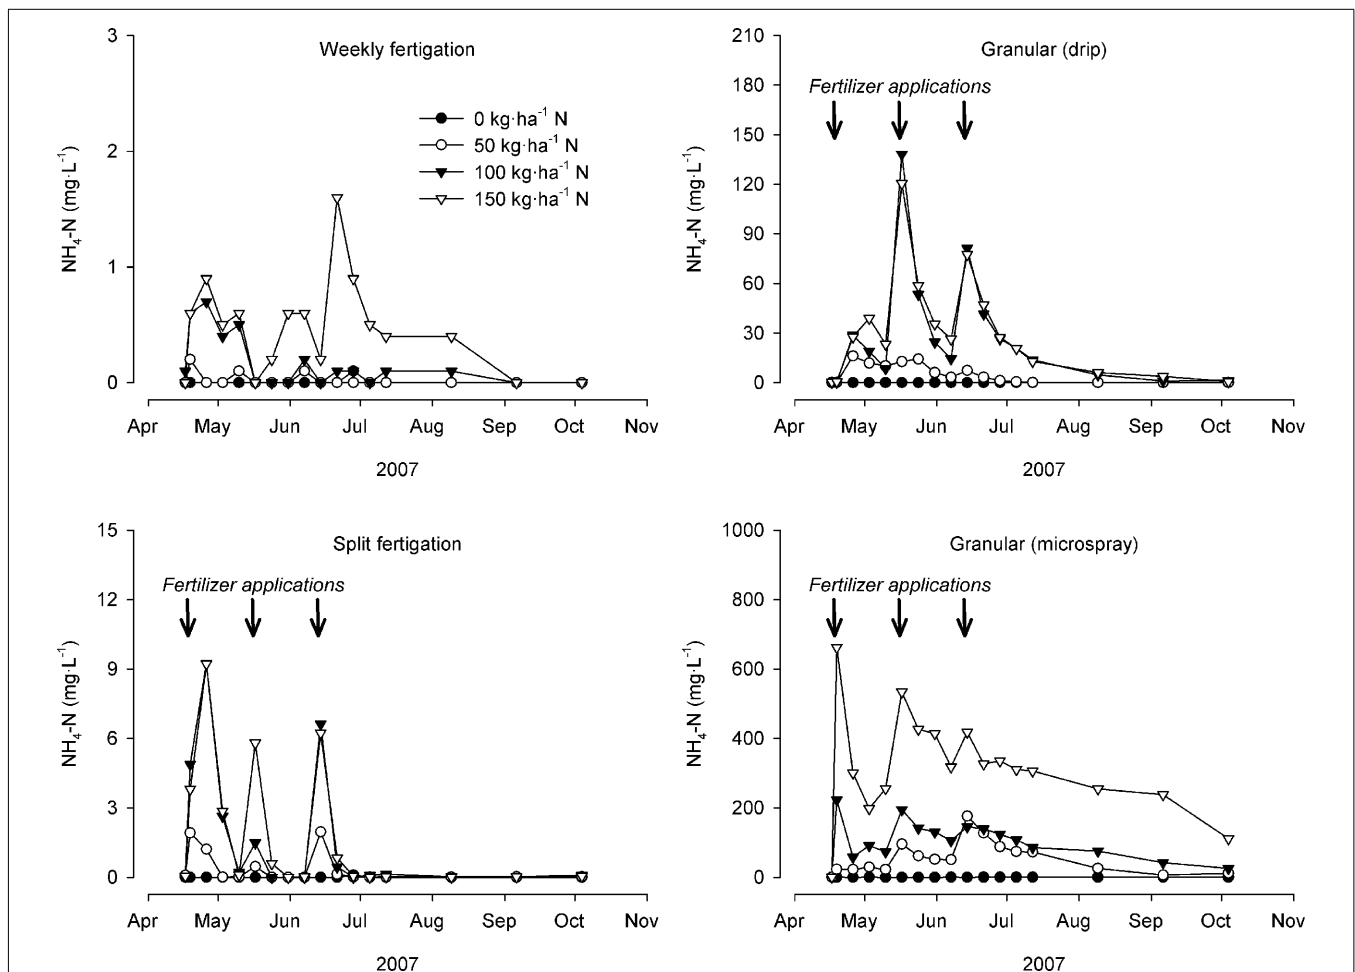 Weekly fertigation
3
2
1
0
NH₄-N (mg·L⁻¹)
0 kg·ha⁻¹ N
50 kg·ha⁻¹ N
100 kg·ha⁻¹ N
150 kg·ha⁻¹ N
Apr May Jun Jul Aug Sep Oct Nov
2007
Granular (drip)
Fertilizer applications
210
180
150
120
90
60
30
0
NH₄-N (mg·L⁻¹)
Apr May Jun Jul Aug Sep Oct Nov
2007
Split fertigation
Fertilizer applications
15
12
9
6
3
0
NH₄-N (mg·L⁻¹)
Apr May Jun Jul Aug Sep Oct Nov
2007
Granular (microspray)
Fertilizer applications
1000
800
600
400
200
0
NH₄-N (mg·L⁻¹)
Apr May Jun Jul Aug Sep Oct Nov
2007